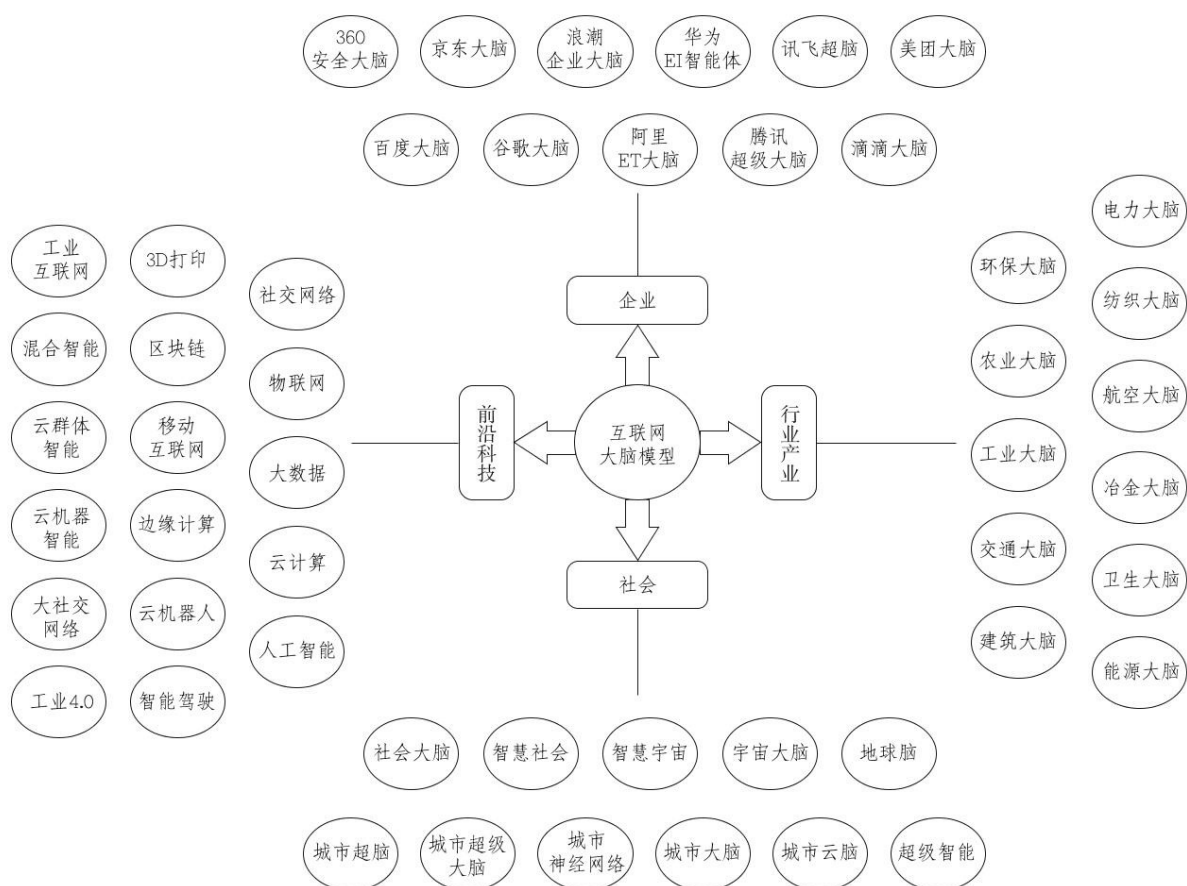 360
安全大脑
京东大脑
浪潮
企业大脑
华为
EI智能体
讯飞超脑
美团大脑
百度大脑
谷歌大脑
阿里
ET大脑
腾讯
超级大脑
滴滴大脑
企业
工业
互联网
3D打印
社交网络
混合智能
区块链
物联网
云群体
智能
移动
互联网
大数据
云机器
智能
边缘计算
云计算
大社交
网络
云机器人
人工智能
工业4.0
智能驾驶
前沿科技
互联网
大脑模型
行业产业
环保大脑
电力大脑
农业大脑
纺织大脑
工业大脑
航空大脑
交通大脑
冶金大脑
建筑大脑
卫生大脑
能源大脑
社会
社会大脑
智慧社会
智慧宇宙
宇宙大脑
地球脑
城市超脑
城市超级
大脑
城市
神经网络
城市大脑
城市云脑
超级智能